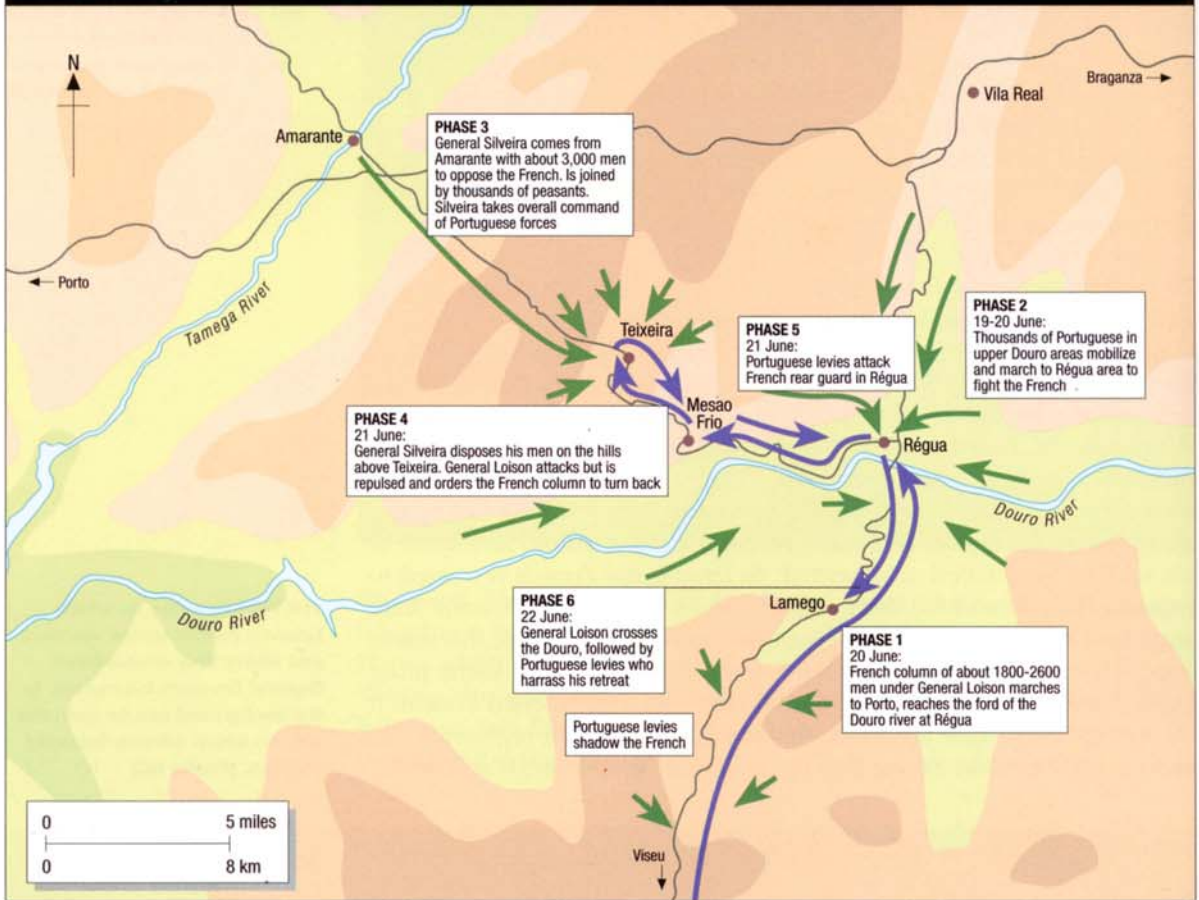 N
Braganza
Vila Real
Amarante
PHASE 3
General Silveira comes from
Amarante with about 3,000 men
to oppose the French. Is joined
by thousands of peasants.
Silveira takes overall command
of Portuguese forces
Porto
Tamega River
PHASE 2
19-20 June:
Thousands of Portuguese in
upper Douro areas mobilize
and march to Régua area to
fight the French
Teixeira
PHASE 5
21 June:
Portuguese levies attack
French rear guard in Régua
Mesao
Frio
PHASE 4
21 June:
General Silveira disposes his men on the hills
above Teixeira. General Loison attacks but is
repulsed and orders the French column to turn back
Régua
Douro River
Douro River
PHASE 6
22 June:
General Loison crosses
the Douro, followed by
Portuguese levies who
harrass his retreat
Lamego
PHASE 1
20 June:
French column of about 1800-2600
men under General Loison marches
to Porto, reaches the ford of the
Douro river at Régua
Portuguese levies
shadow the French
0 5 miles
0 8 km
Viseu